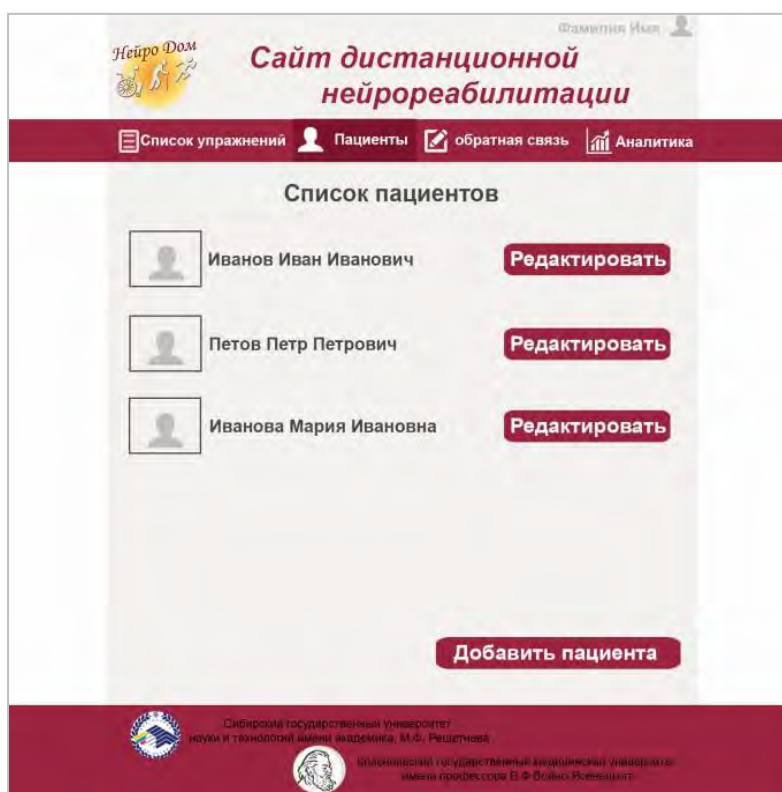 Фамилия Имя
Нейро Дом
Сайт дистанционной
нейрореабилитации
Список упражнений
Пациенты
обратная связь
Аналитика
Список пациентов
Иванов Иван Иванович
Редактировать
Петов Петр Петрович
Редактировать
Иванова Мария Ивановна
Редактировать
Добавить пациента
Сибирский государственный университет
науки и технологий имени академика, М.Ф. Решетнева
государственный медицинский университет
имени профессора В.Ф Войно-Ясенецкого